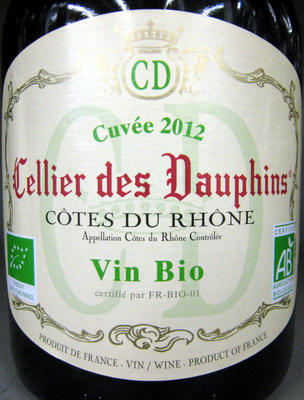 CD
Cuvée 2012
Cellier des Dauphins®
CÔTES DU RHÔNE
Appellation Côtes du Rhône Contrôlée
Vin Bio
certifié par FR-BIO-01
AB
PRODUIT DE FRANCE - VIN / WINE - PRODUCT OF FRANCE